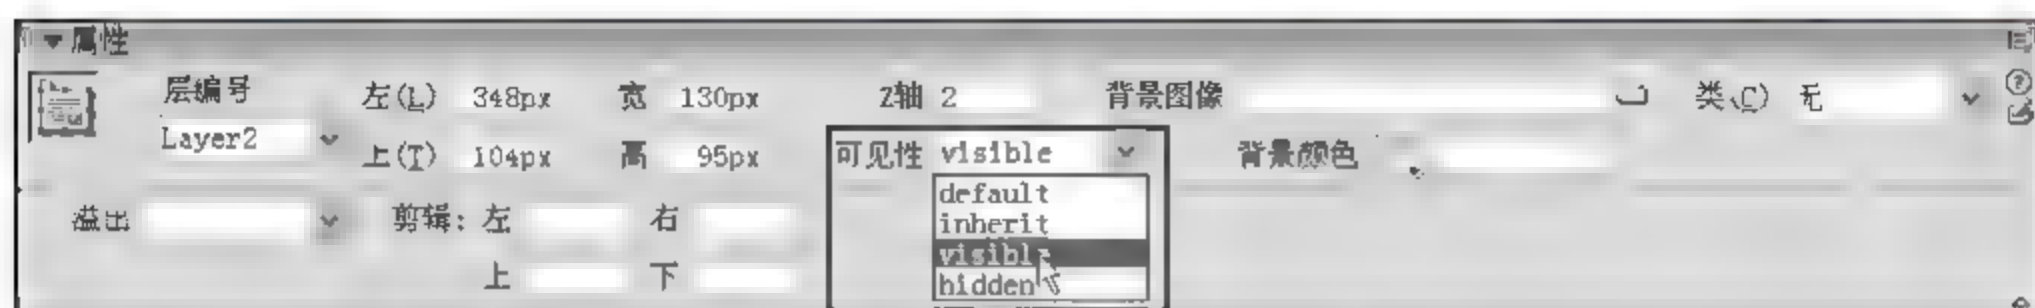 属性
层编号 左(L) 348px 宽 130px Z轴 2 背景图像 类(C) 无
Layer2 上(T) 104px 高 95px 可见性 visible 背景颜色
default
溢出 剪辑: 左 右 inherit
visible
上 下 hidden